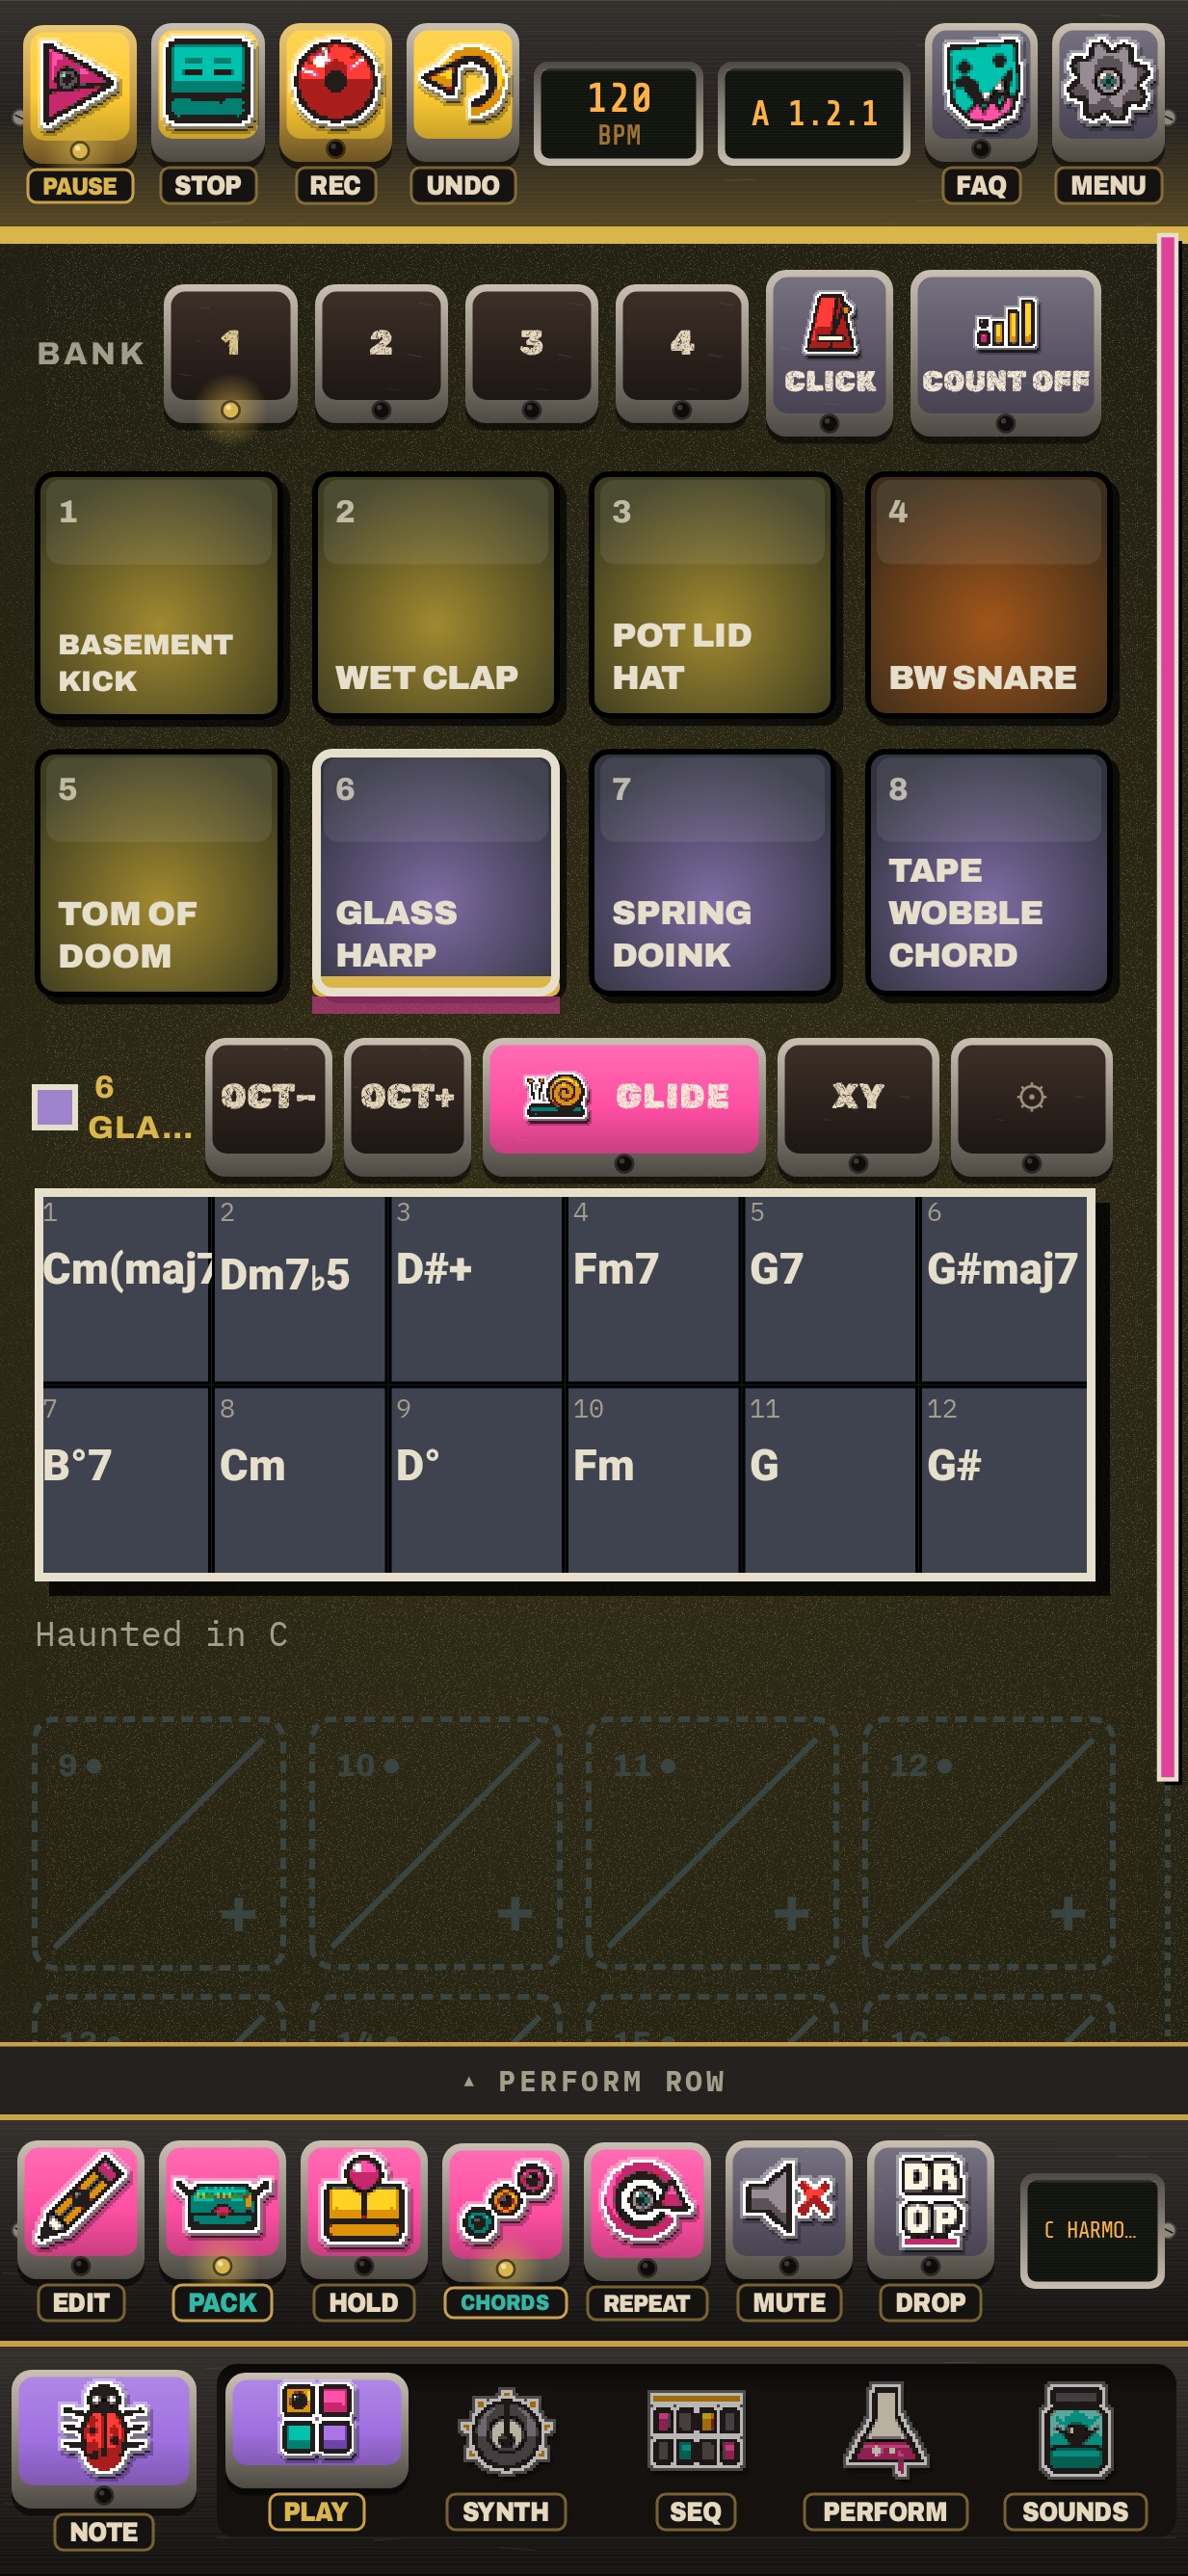 120
BPM
A 1.2.1
PAUSE
STOP
REC
UNDO
FAQ
MENU
BANK
1
2
3
4
CLICK
COUNT OFF
1
BASEMENT
KICK
2
WET CLAP
3
POT LID
HAT
4
BW SNARE
5
TOM OF
DOOM
6
GLASS
HARP
7
SPRING
DOINK
8
TAPE
WOBBLE
CHORD
6
GLA...
OCT-
OCT+
GLIDE
XY
1
Cm(maj7
2
Dm7♭5
3
D#+
4
Fm7
5
G7
6
G#maj7
7
B°7
8
Cm
9
D°
10
Fm
11
G
12
G#
Haunted in C
9
10
11
12
13
14
15
16
▲ PERFORM ROW
DROP
C HARMO...
EDIT
PACK
HOLD
CHORDS
REPEAT
MUTE
DROP
NOTE
PLAY
SYNTH
SEQ
PERFORM
SOUNDS